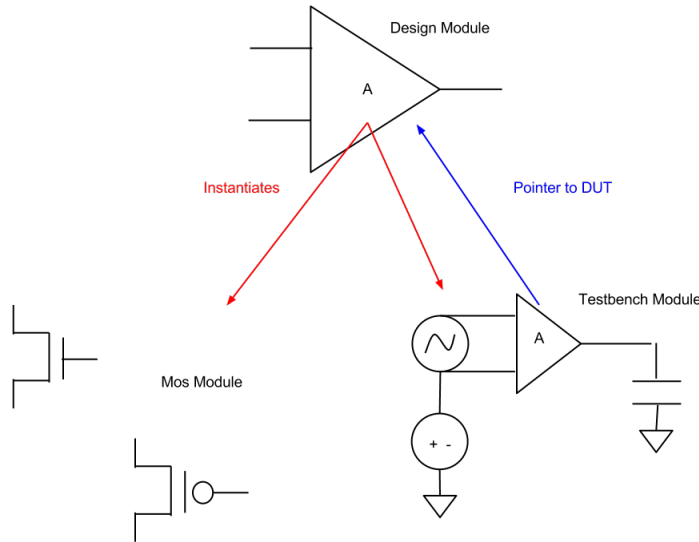 Design Module
A
Instantiates
Pointer to DUT
Testbench Module
A
Mos Module
+ -